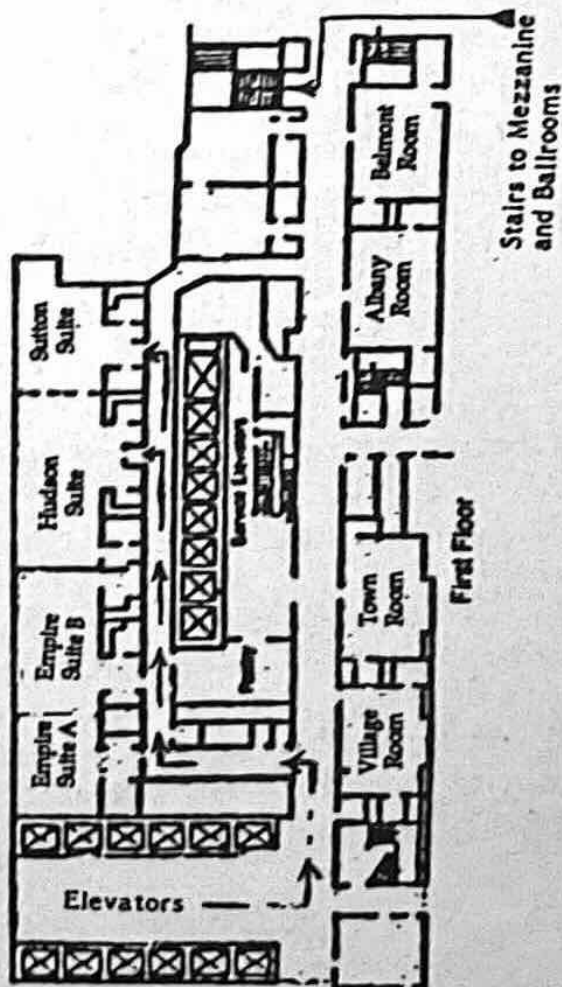 Sutton
Suite
Hudson
Suite
Empire
Suite B
Empire
Suite A
Service Elevators
Pantry
Elevators
Belmont
Room
Albany
Room
Town
Room
Village
Room
First Floor
Stairs to Mezzanine
and Ballrooms